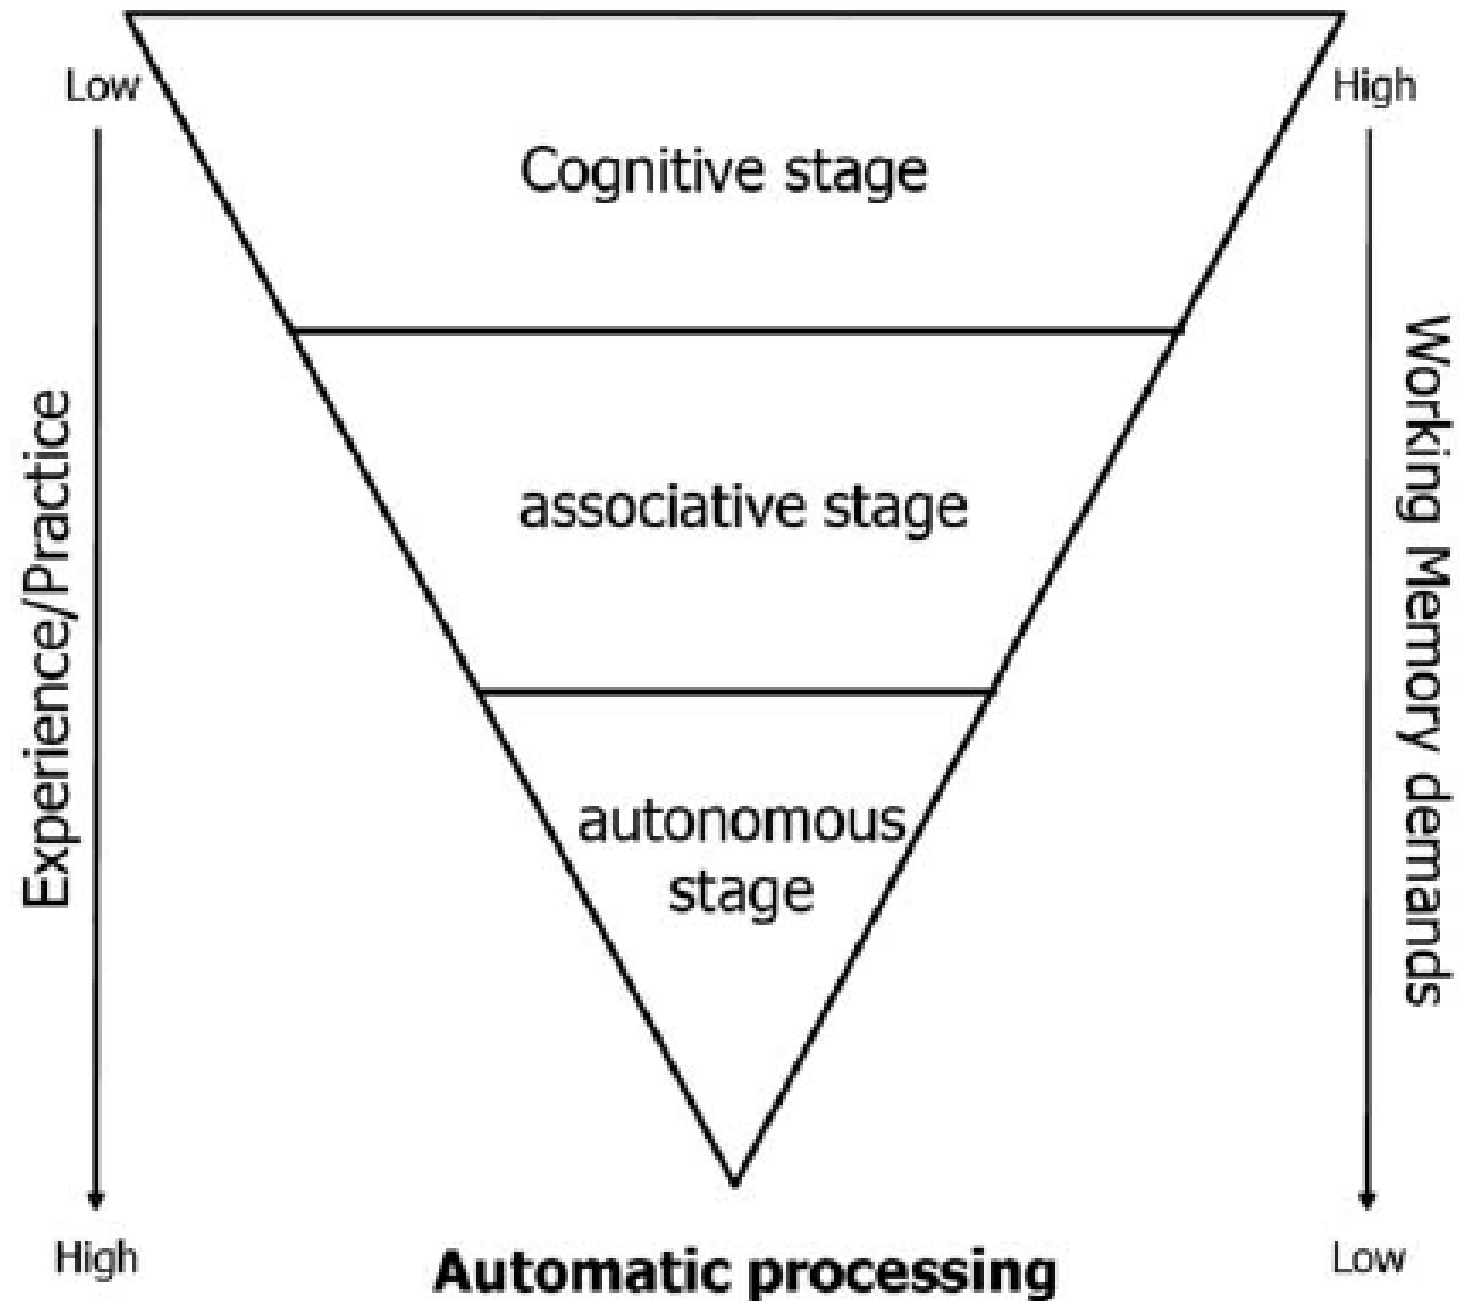 Low
High
Cognitive stage
Experience/Practice
associative stage
Working Memory demands
autonomous
stage
High
Automatic processing
Low